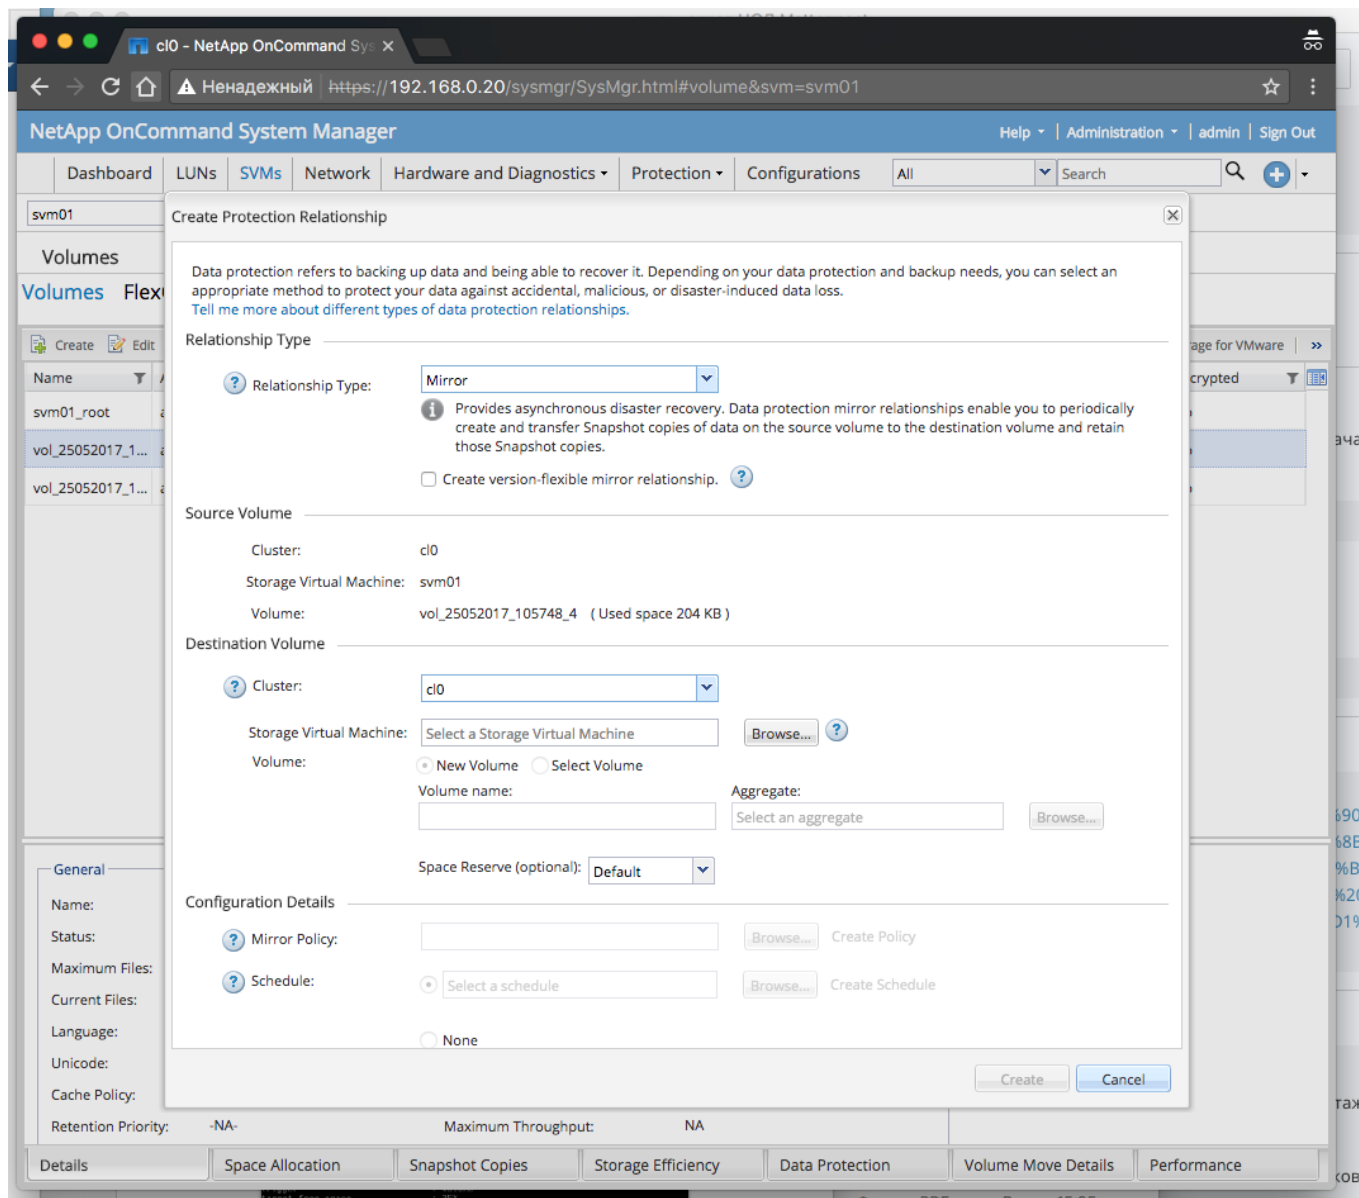 cl0 - NetApp OnCommand Sys
Ненадежный https://192.168.0.20/sysmgr/SysMgr.html#volume&svm=svm01
NetApp OnCommand System Manager
Help Administration admin Sign Out
Dashboard LUNs SVMs Network Hardware and Diagnostics Protection Configurations All Search
svm01
Create Protection Relationship
Volumes
Volumes Flex
Data protection refers to backing up data and being able to recover it. Depending on your data protection and backup needs, you can select an
appropriate method to protect your data against accidental, malicious, or disaster-induced data loss.
Tell me more about different types of data protection relationships.
Relationship Type
Create Edit
age for VMware »
Name
crypted
Relationship Type: Mirror
Provides asynchronous disaster recovery. Data protection mirror relationships enable you to periodically
create and transfer Snapshot copies of data on the source volume to the destination volume and retain
those Snapshot copies.
svm01_root
vol_25052017_1...
vol_25052017_1...
Create version-flexible mirror relationship.
Source Volume
Cluster: cl0
Storage Virtual Machine: svm01
Volume: vol_25052017_105748_4 ( Used space 204 KB )
Destination Volume
Cluster: cl0
Storage Virtual Machine: Select a Storage Virtual Machine Browse...
Volume: New Volume Select Volume
Volume name: Aggregate:
Select an aggregate Browse...
Space Reserve (optional): Default
Configuration Details
Mirror Policy: Browse... Create Policy
Schedule: Select a schedule Browse... Create Schedule
None
Create Cancel
General
Name:
Status:
Maximum Files:
Current Files:
Language:
Unicode:
Cache Policy:
Retention Priority: -NA- Maximum Throughput: NA
Details Space Allocation Snapshot Copies Storage Efficiency Data Protection Volume Move Details Performance